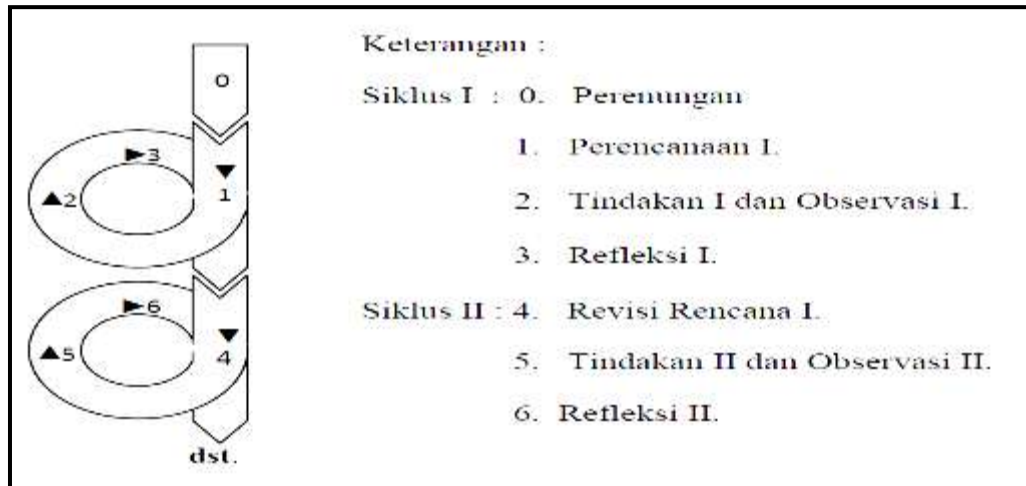 0
►3
▼
1
▲2
►6
▼
4
▲5
dst.
Keterangan :
Siklus I : 0. Perenungan
1. Perencanaan I.
2. Tindakan I dan Observasi I.
3. Refleksi I.
Siklus II : 4. Revisi Rencana I.
5. Tindakan II dan Observasi II.
6. Refleksi II.